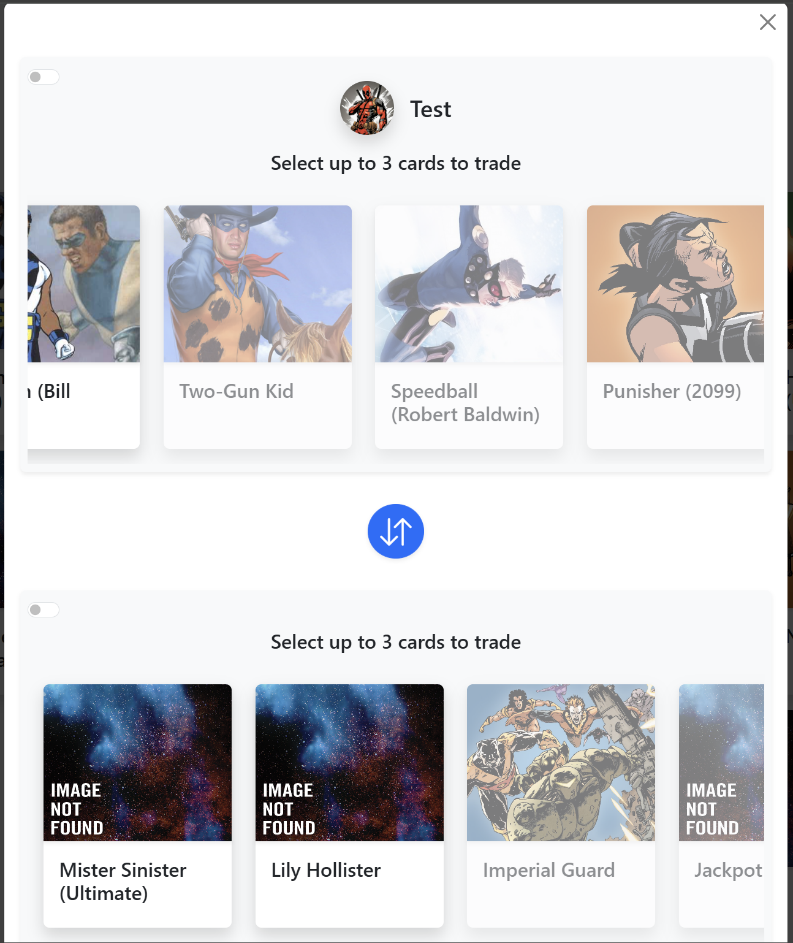 Test
Select up to 3 cards to trade
(Bill
Two-Gun Kid
Speedball
(Robert Baldwin)
Punisher (2099)
Select up to 3 cards to trade
IMAGE
NOT
FOUND
IMAGE
NOT
FOUND
IMAGE
NOT
FOUND
Mister Sinister
(Ultimate)
Lily Hollister
Imperial Guard
Jackpot